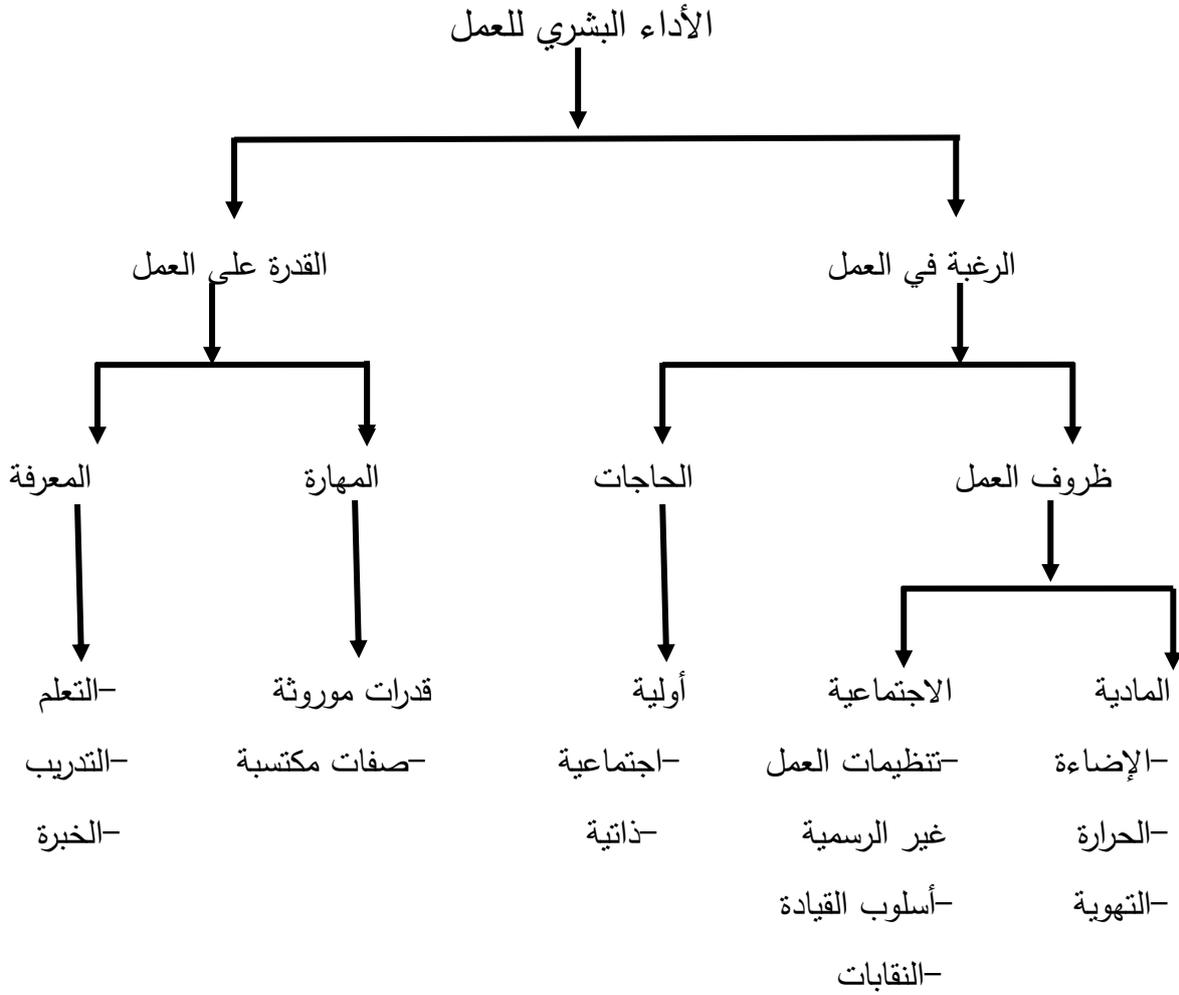 الأداء البشري للعمل
الرغبة في العمل
القدرة على العمل
ظروف العمل
الحاجات
المهارة
المعرفة
المادية
-الإضاءة
-الحرارة
-التهوية
الاجتماعية
-تنظيمات العمل
غير الرسمية
-أسلوب القيادة
-النقابات
أولية
-اجتماعية
-ذاتية
قدرات موروثة
-صفات مكتسبة
-التعلم
-التدريب
-الخبرة